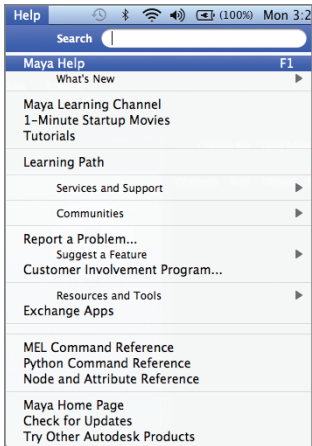 Help (100%) Mon 3:2
Search
Maya Help F1
What's New
Maya Learning Channel
1-Minute Startup Movies
Tutorials
Learning Path
Services and Support
Communities
Report a Problem...
Suggest a Feature
Customer Involvement Program...
Resources and Tools
Exchange Apps
MEL Command Reference
Python Command Reference
Node and Attribute Reference
Maya Home Page
Check for Updates
Try Other Autodesk Products